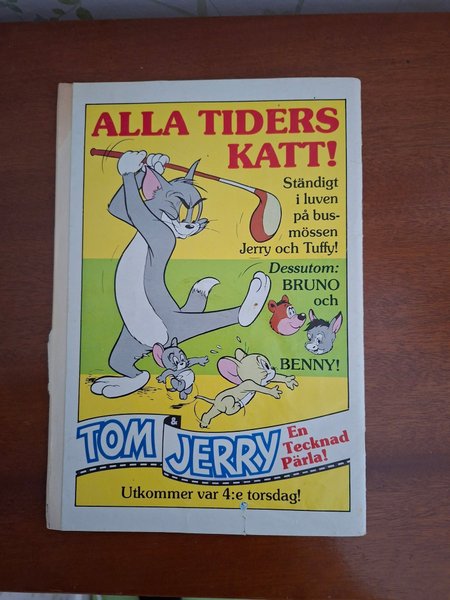 ALLA TIDERS
KATT!
Ständigt
i luven
på bus-
mössen
Jerry och Tuffy!
Dessutom:
BRUNO
och
BENNY!
TOM & JERRY
En
Tecknad
Pärla!
Utkommer var 4:e torsdag!